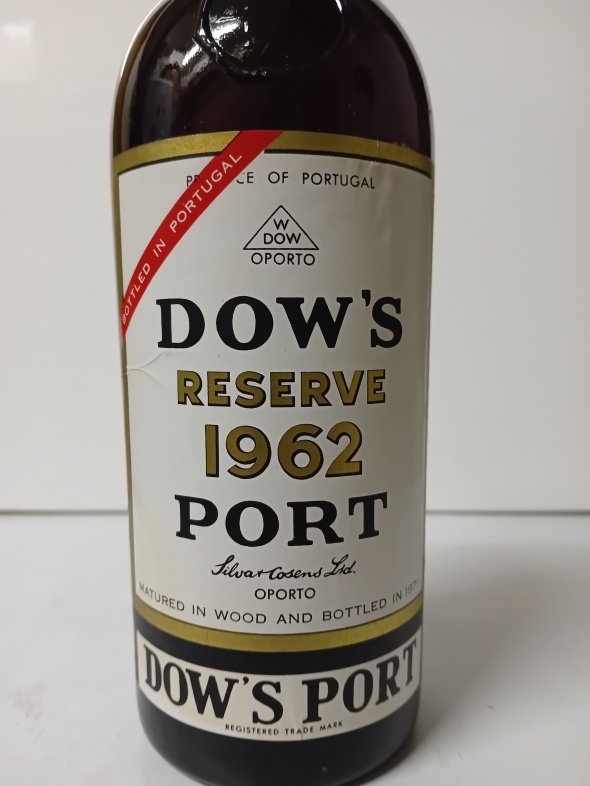 BOTTLED IN PORTUGAL
OF PORTUGAL
W
DOW
OPORTO
DOW'S
RESERVE
1962
PORT
Silva & Cosens Ltd.
OPORTO
MATURED IN WOOD AND BOTTLED IN
DOW'S PORT
REGISTERED TRADE MARK